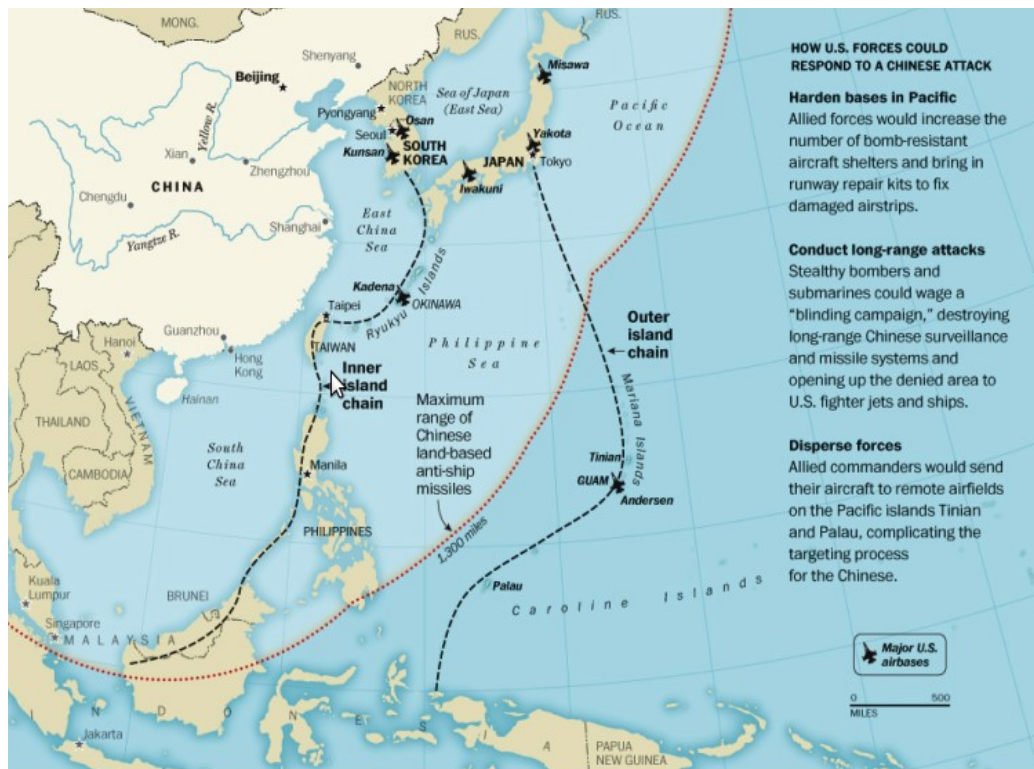 MONG.
RUS.
RUS.
Shenyang
Beijing
NORTH
KOREA
Pyongyang
Sea of Japan
(East Sea)
Misawa
Pacific
Ocean
Yellow R.
Seoul
Osan
SOUTH
KOREA
Kunsan
JAPAN
Yakota
Tokyo
Iwakuni
Xian
Zhengzhou
CHINA
Chengdu
Yangtze R.
Shanghai
East
China
Sea
Kadena
OKINAWA
Ryukyu Islands
Taipei
TAIWAN
Guanzhou
Hong
Kong
Hanoi
LAOS
Hainan
VIETNAM
THAILAND
CAMBODIA
Inner
island
chain
Philippine
Sea
Outer
island
chain
Mariana Islands
Maximum
range of
Chinese
land-based
anti-ship
missiles
1,300 miles
South
China
Sea
Manila
PHILIPPINES
Tinian
GUAM
Andersen
Palau
Caroline Islands
Kuala
Lumpur
Singapore
MALAYSIA
BRUNEI
INDONESIA
Jakarta
PAPUA
NEW GUINEA
HOW U.S. FORCES COULD
RESPOND TO A CHINESE ATTACK
Harden bases in Pacific
Allied forces would increase the
number of bomb-resistant
aircraft shelters and bring in
runway repair kits to fix
damaged airstrips.
Conduct long-range attacks
Stealthy bombers and
submarines could wage a
“blinding campaign,” destroying
long-range Chinese surveillance
and missile systems and
opening up the denied area to
U.S. fighter jets and ships.
Disperse forces
Allied commanders would send
their aircraft to remote airfields
on the Pacific islands Tinian
and Palau, complicating the
targeting process
for the Chinese.
Major U.S.
airbases
0 500
MILES